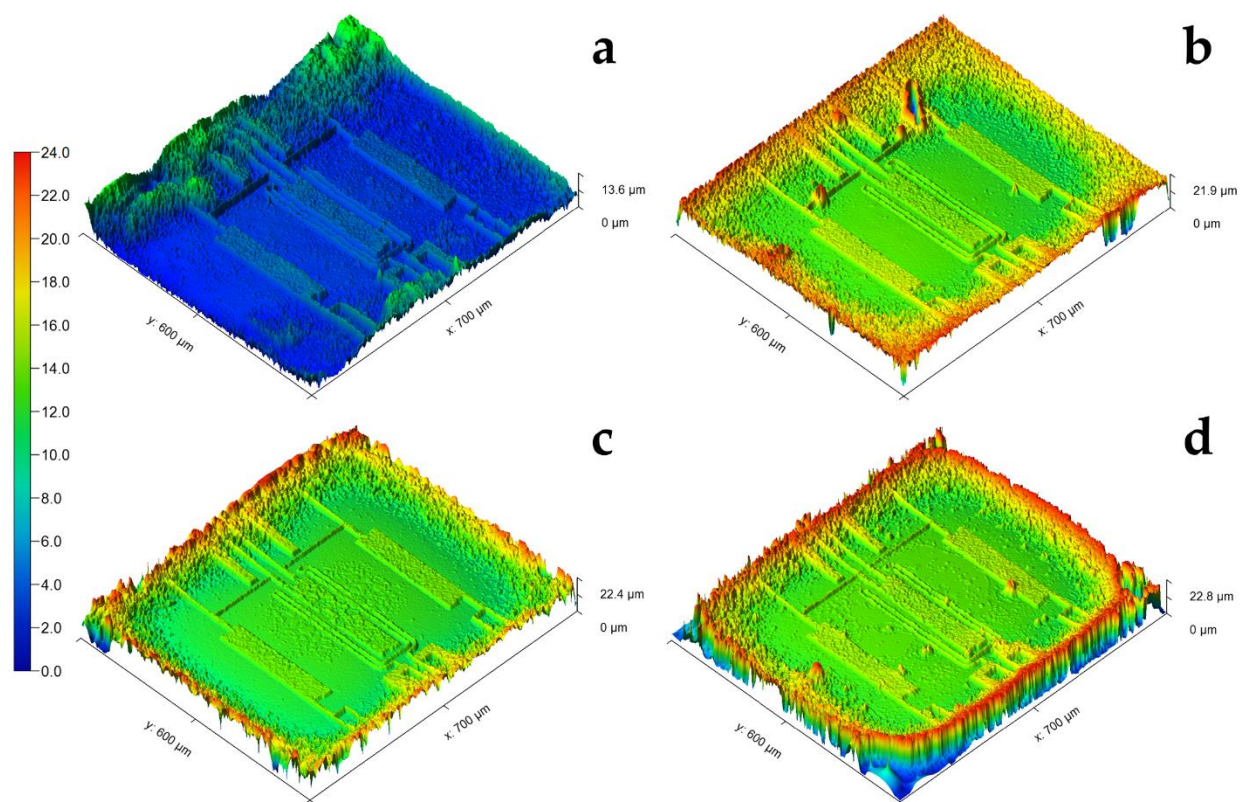 a
b
24.0
22.0
20.0
18.0
16.0
14.0
12.0
10.0
8.0
6.0
4.0
2.0
0.0
13.6 µm
0 µm
y: 600 µm
x: 700 µm
21.9 µm
0 µm
y: 600 µm
x: 700 µm
c
d
22.4 µm
0 µm
y: 600 µm
x: 700 µm
22.8 µm
0 µm
y: 600 µm
x: 700 µm